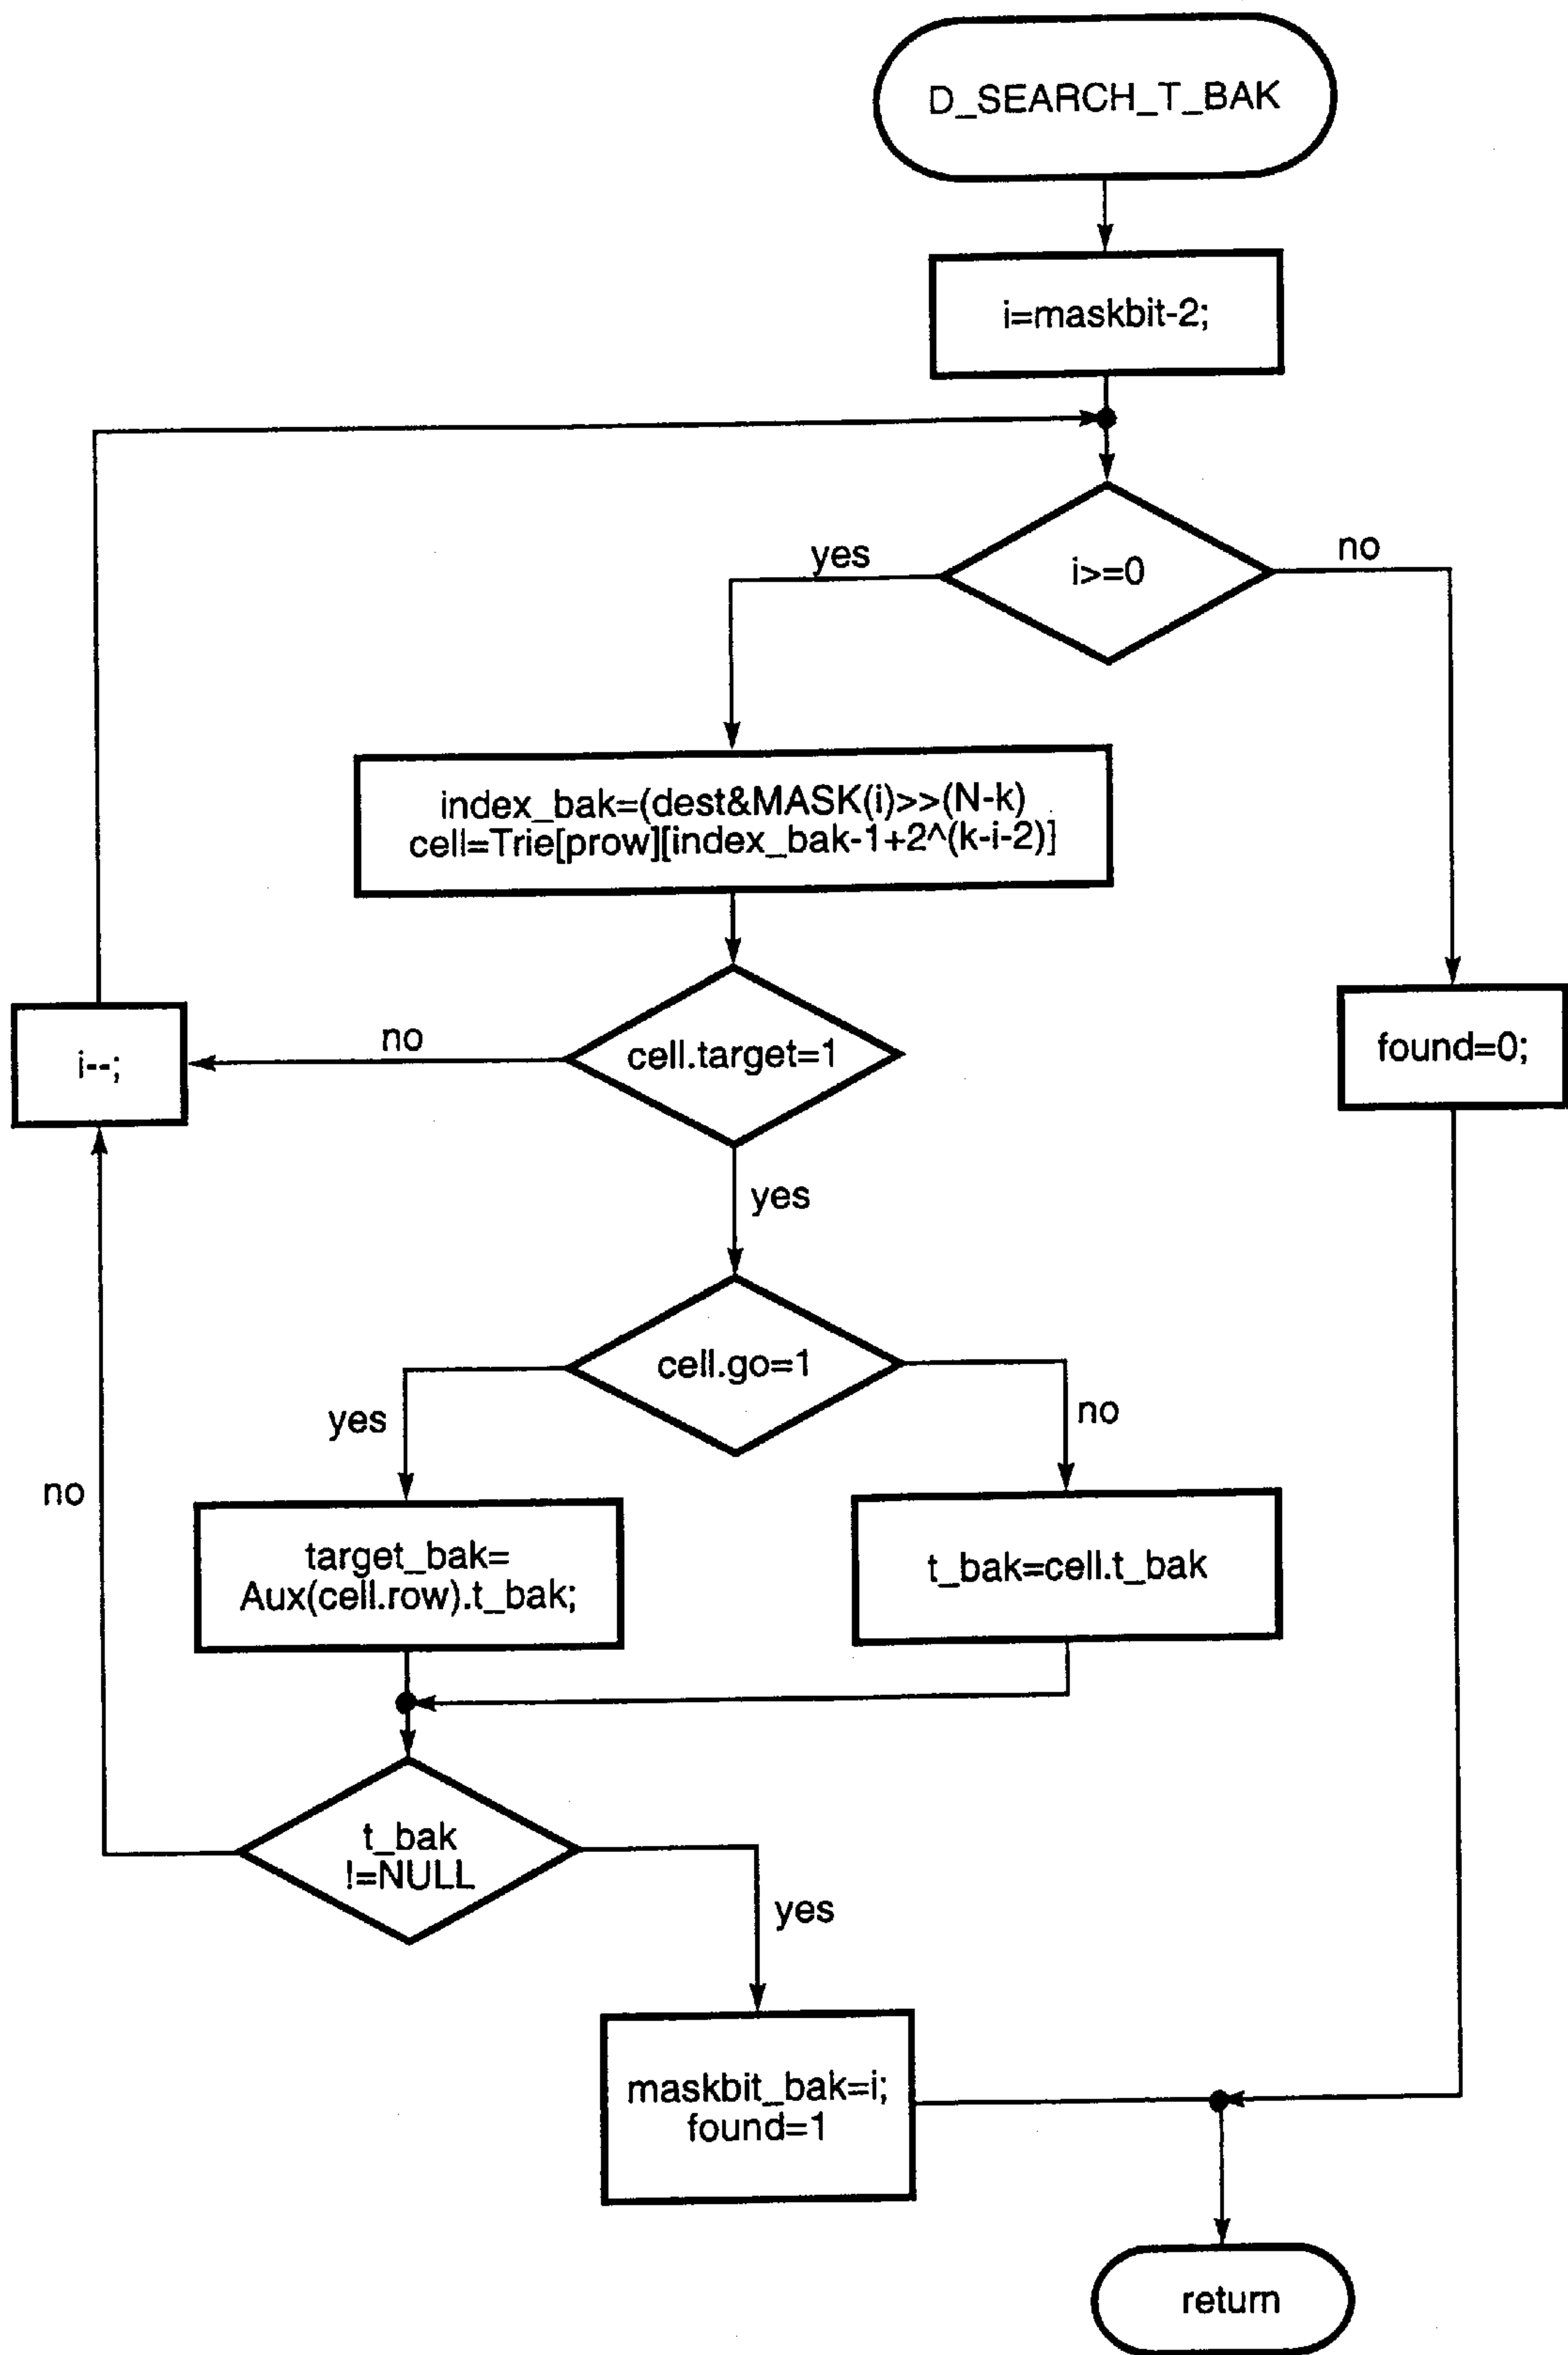 D_SEARCH_T_BAK
i=maskbit-2;
yes
i>=0
no
index_bak=(dest&MASK(i)>>(N-k)
cell=Trie[prow][index_bak-1+2^(k-i-2)]
i--;
no
cell.target=1
found=0;
yes
cell.go=1
yes
no
no
target_bak=
Aux(cell.row).t_bak;
t_bak=cell.t_bak
t_bak
!=NULL
yes
maskbit_bak=i;
found=1
return